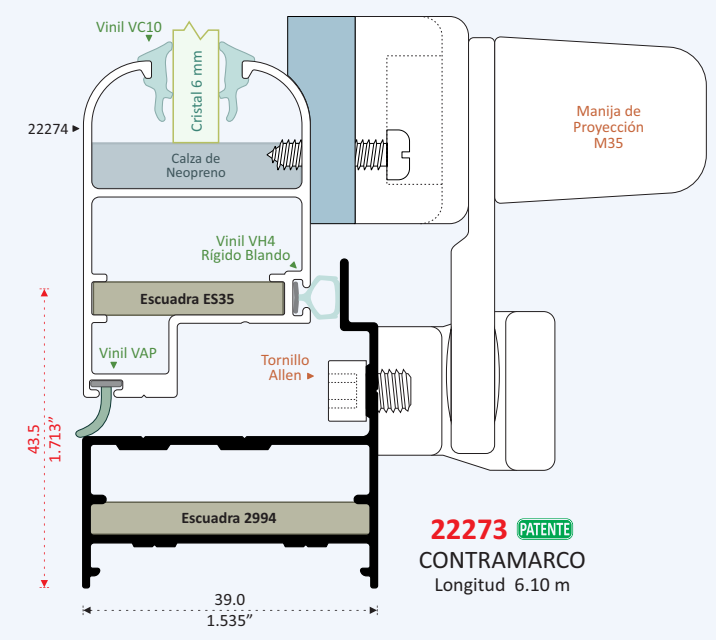 Vinil VC10
Cristal 6 mm
22274
Calza de
Neopreno
Manija de
Proyección
M35
Vinil VH4
Rígido Blando
Escuadra ES35
Vinil VAP
Tornillo
Allen
43.5
1.713”
Escuadra 2994
22273 PATENTE
CONTRAMARCO
Longitud 6.10 m
39.0
1.535”